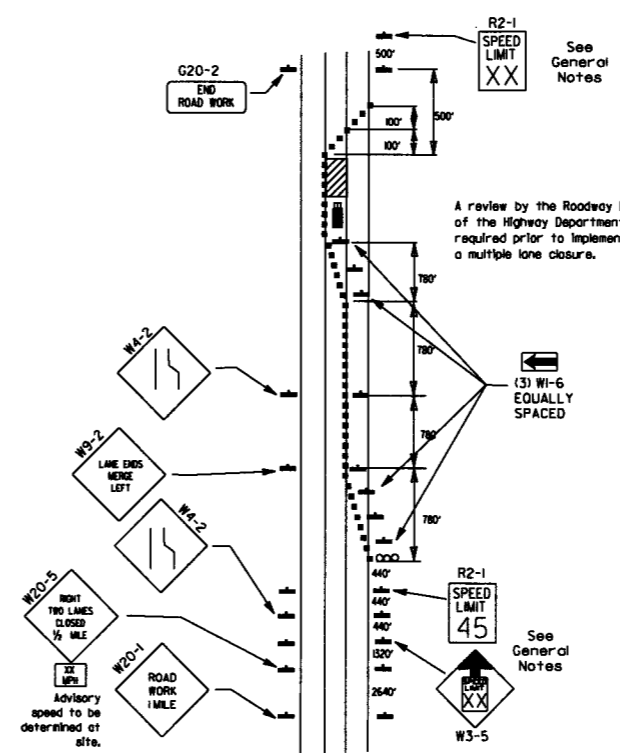 R2-1
SPEED
LIMIT
XX
See
General
Notes
500'
G20-2
END
ROAD WORK
500'
100'
100'
A review by the Roadway
of the Highway Department
required prior to implemen
a multiple lane closure.
780'
780'
W4-2
(3) W1-6
EQUALLY
SPACED
W9-2
LANE ENDS
MERGE
LEFT
780'
780'
W4-2
440'
R2-1
SPEED
LIMIT
45
440'
440'
W20-5
RIGHT
TWO LANES
CLOSED
1/2 MILE
XX
MPH
Advisory
speed to be
determined at
site.
W20-1
ROAD
WORK
1 MILE
1320'
2640'
See
General
Notes
SPEED
LIMIT
XX
W3-5